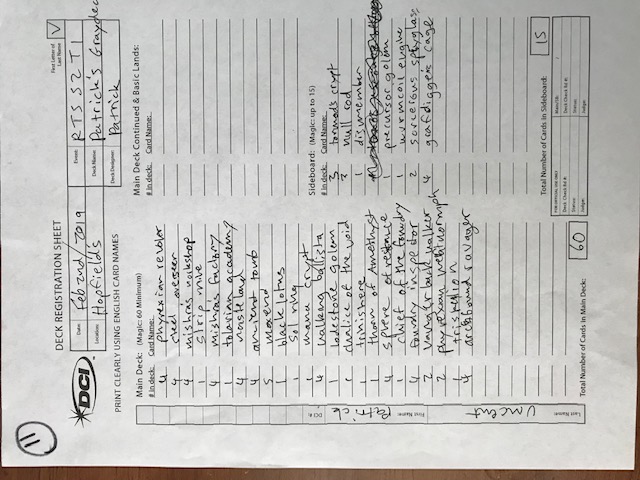 11
DECK REGISTRATION SHEET
First Letter of Last Name
V
DCI
Date: Feb 2nd/2019
Event: RTS S2T1
Location: Hopfield's
Deck Name: Patrick's Graydec
Deck Designer: Patrick
PRINT CLEARLY USING ENGLISH CARD NAMES
Main Deck: (Magic: 60 Minimum)
# in deck: Card Name:
4 phyrexian revoker
4 steel overseer
4 mishra's workshop
1 strip mine
4 mishra's factory
1 tolarian academy
4 wasteland
4 ancient tomb
5 moxend
1 black lotus
1 Sol ring
1 mana crypt
4 walking ballista
1 lodestone golem
1 chalice of the void
1 trinisphere
1 thorn of Amethyst
4 sphere of resistance
1 chief of the foundry
4 foundry inspector
2 hangarback walker
2 phyrexian metamorph
1 triskelion
4 arcbound ravager
Total Number of Cards in Main Deck: 60
Main Deck Continued & Basic Lands:
# in deck: Card Name:
Sideboard: (Magic: up to 15)
# in deck: Card Name:
3 tormod's crypt
3 null rod
1 dismember
1 precursor golem
1 wurmcoil engine
2 sorcerous spyglass
4 grafdigger's cage
Total Number of Cards in Sideboard: 15
FOR OFFICIAL USE ONLY
Main/SB: /
Deck Check Rd #:
Deck Check Rd #:
Status:
Status:
Judge:
Judge:
Last Name: Vincent
First Name: Patrick
DCI #: